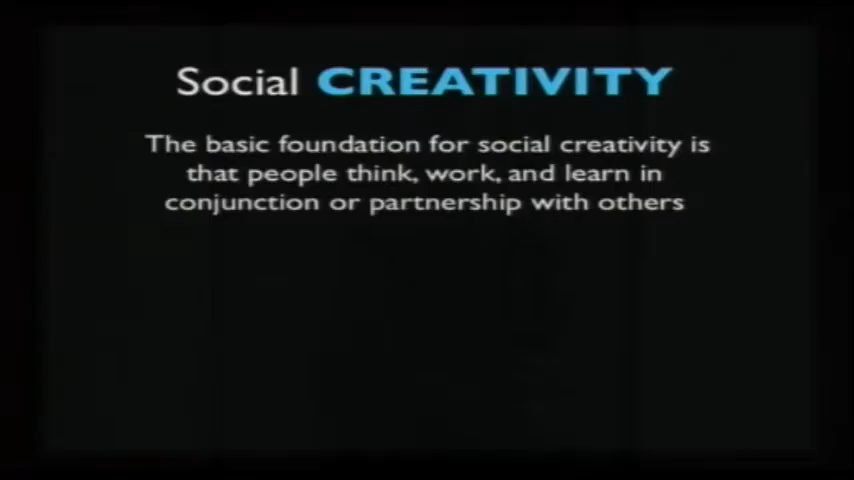 Social CREATIVITY
The basic foundation for social creativity is
that people think, work, and learn in
conjunction or partnership with others